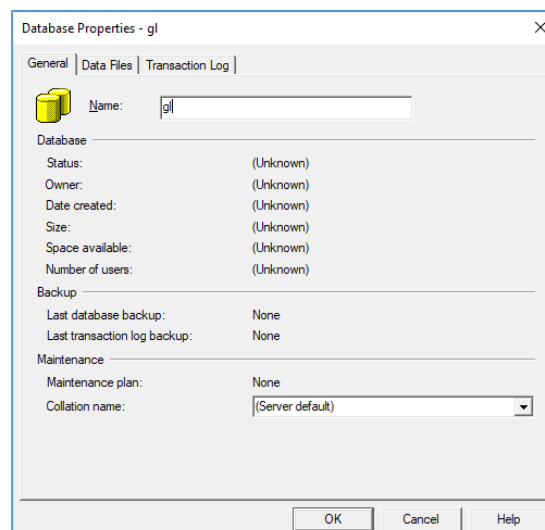 Database Properties - gl
General Data Files Transaction Log
Name: gl
Database
Status: (Unknown)
Owner: (Unknown)
Date created: (Unknown)
Size: (Unknown)
Space available: (Unknown)
Number of users: (Unknown)
Backup
Last database backup: None
Last transaction log backup: None
Maintenance
Maintenance plan: None
Collation name: (Server default)
OK Cancel Help